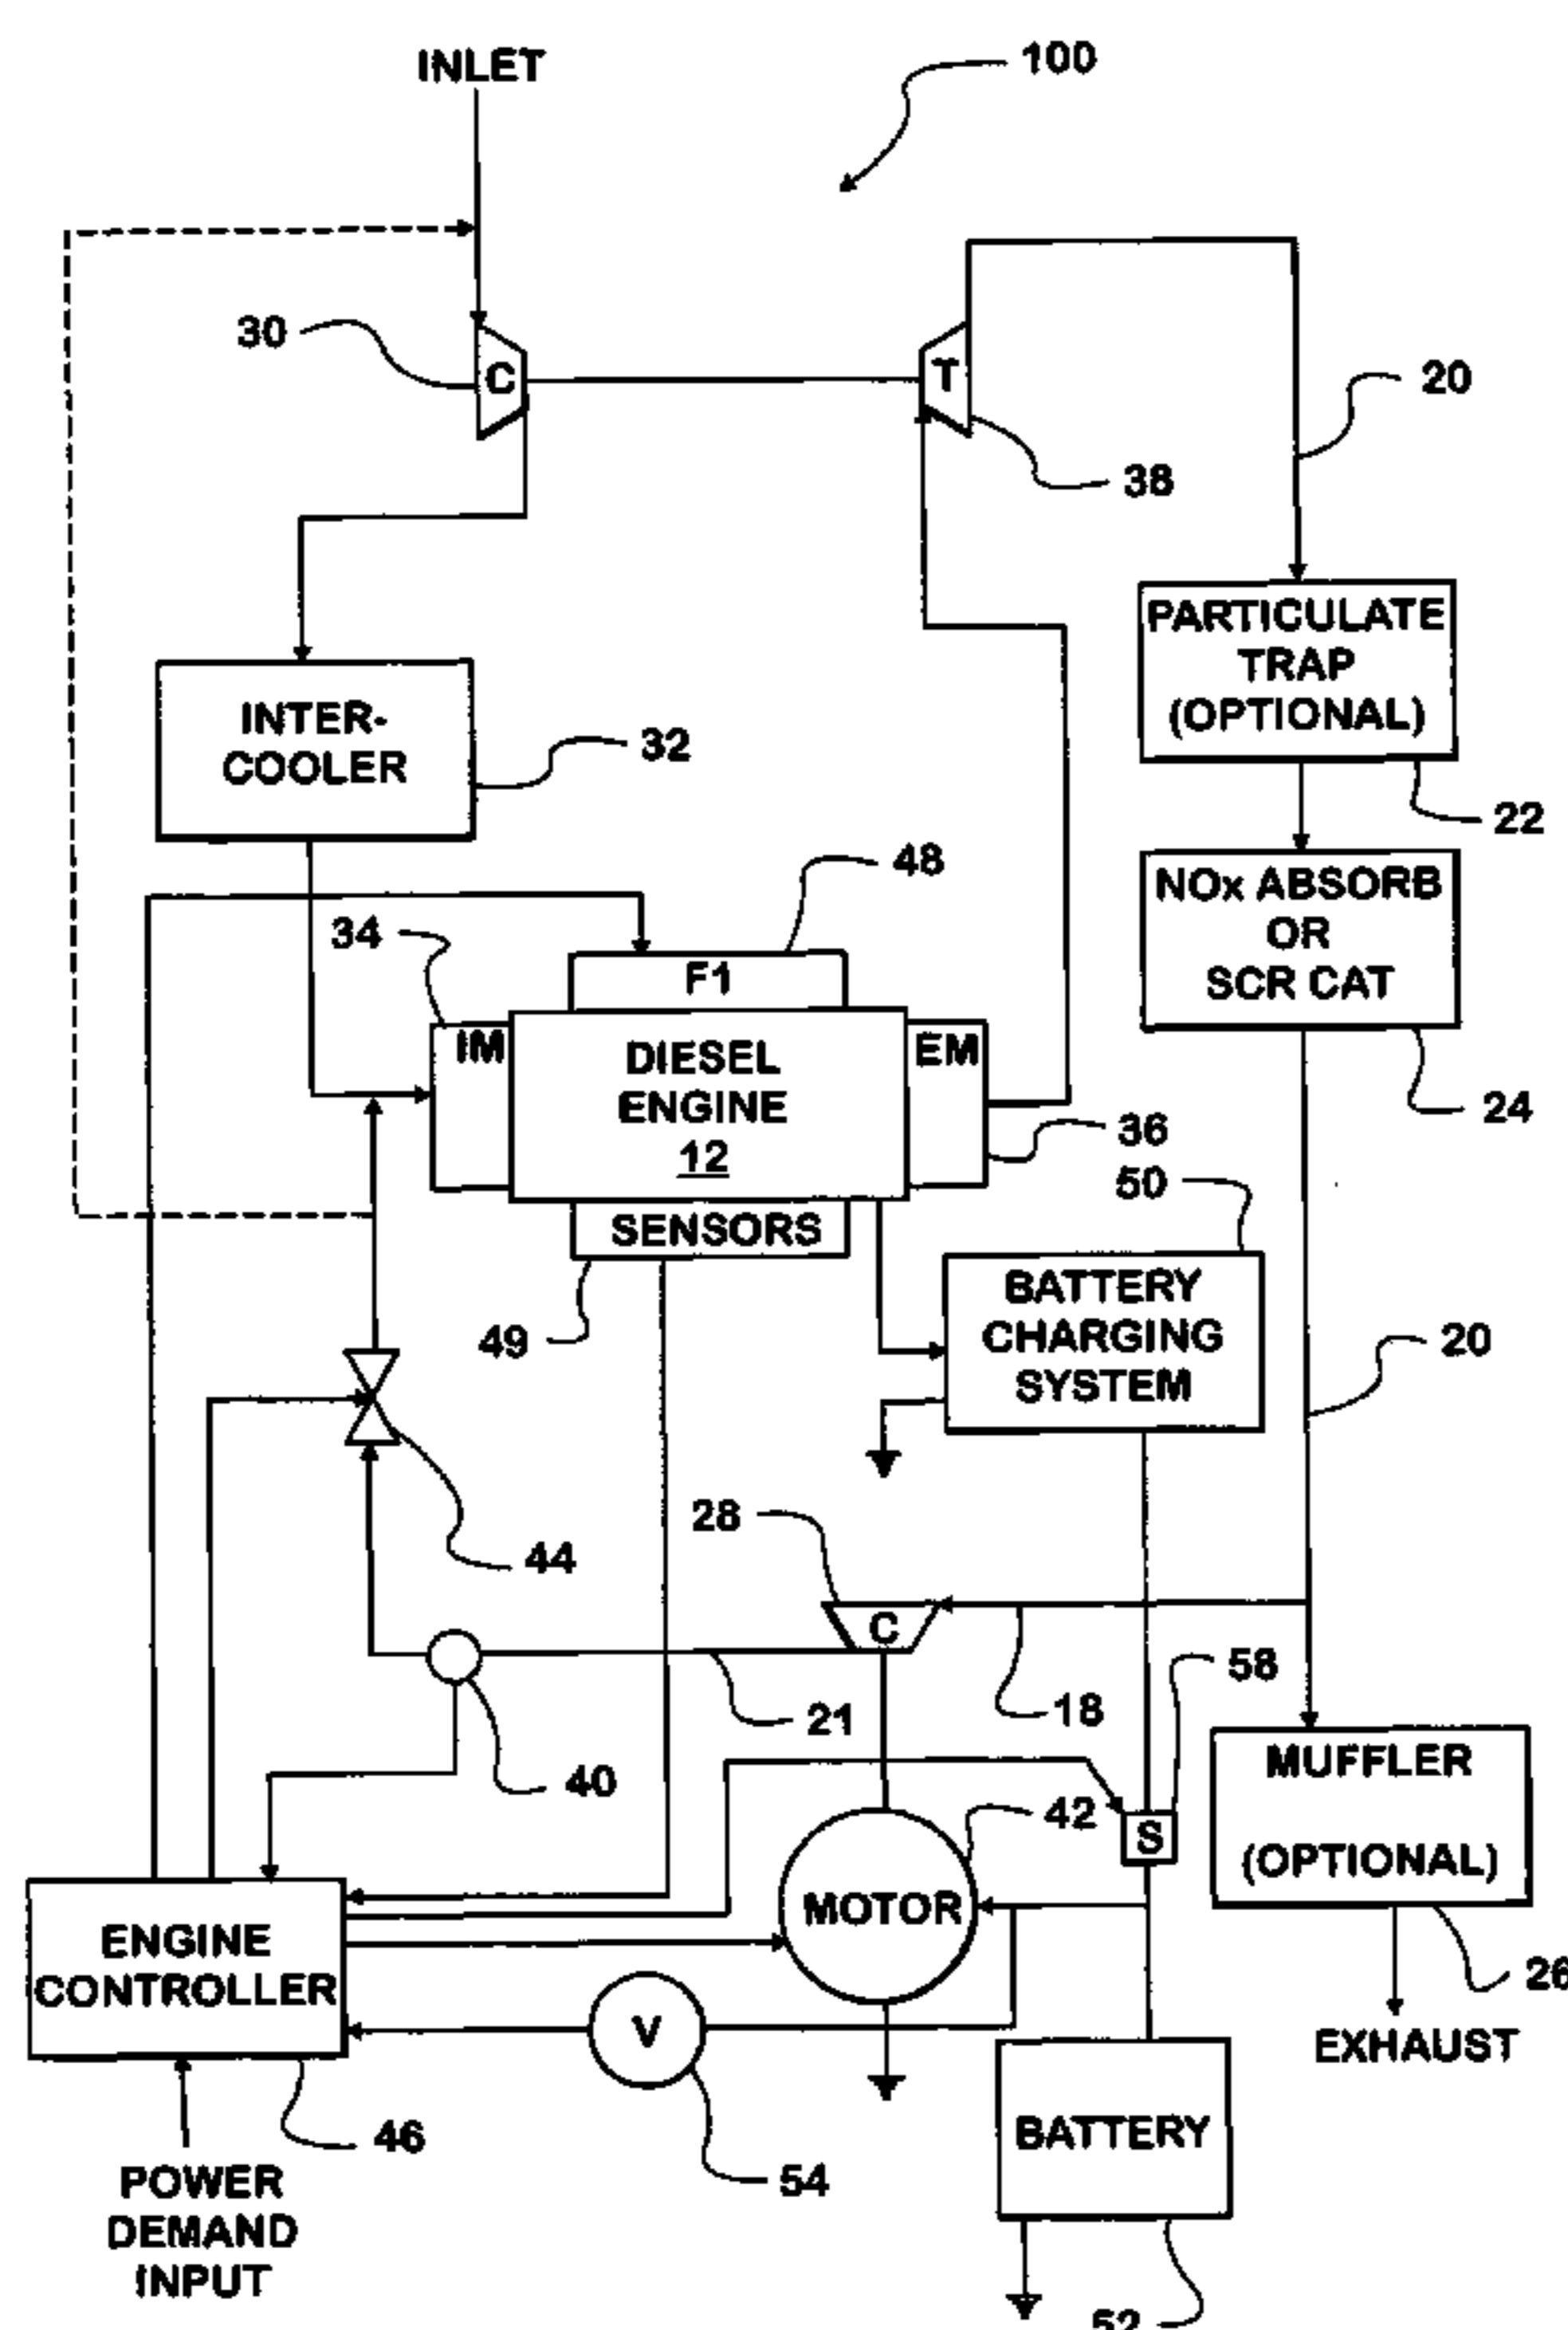 INLET
100
30
C
T
20
38
PARTICULATE
TRAP
(OPTIONAL)
INTER-
COOLER
32
22
48
NOx ABSORB
OR
SCR CAT
34
F1
IM
DIESEL
ENGINE
12
EM
24
36
50
SENSORS
BATTERY
CHARGING
SYSTEM
49
20
28
44
C
58
21
18
40
MUFFLER
(OPTIONAL)
42
S
MOTOR
ENGINE
CONTROLLER
26
V
EXHAUST
46
BATTERY
54
POWER
DEMAND
INPUT
52